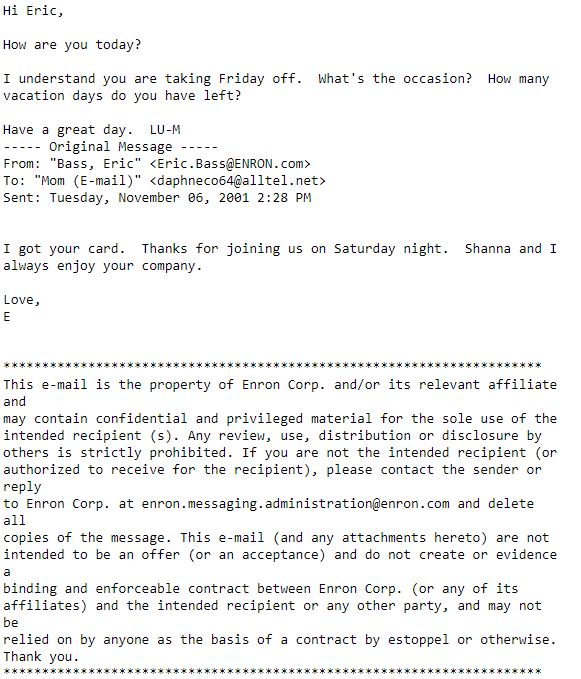 Hi Eric,
How are you today?
I understand you are taking Friday off.  What's the occasion?  How many
vacation days do you have left?
Have a great day.  LU-M
----- Original Message -----
From: "Bass, Eric" <Eric.Bass@ENRON.com>
To: "Mom (E-mail)" <daphneco64@alltel.net>
Sent: Tuesday, November 06, 2001 2:28 PM
I got your card.  Thanks for joining us on Saturday night.  Shanna and I
always enjoy your company.
Love,
E
**********************************************************************
This e-mail is the property of Enron Corp. and/or its relevant affiliate
and
may contain confidential and privileged material for the sole use of the
intended recipient (s). Any review, use, distribution or disclosure by
others is strictly prohibited. If you are not the intended recipient (or
authorized to receive for the recipient), please contact the sender or
reply
to Enron Corp. at enron.messaging.administration@enron.com and delete
all
copies of the message. This e-mail (and any attachments hereto) are not
intended to be an offer (or an acceptance) and do not create or evidence
a
binding and enforceable contract between Enron Corp. (or any of its
affiliates) and the intended recipient or any other party, and may not
be
relied on by anyone as the basis of a contract by estoppel or otherwise.
Thank you.
**********************************************************************